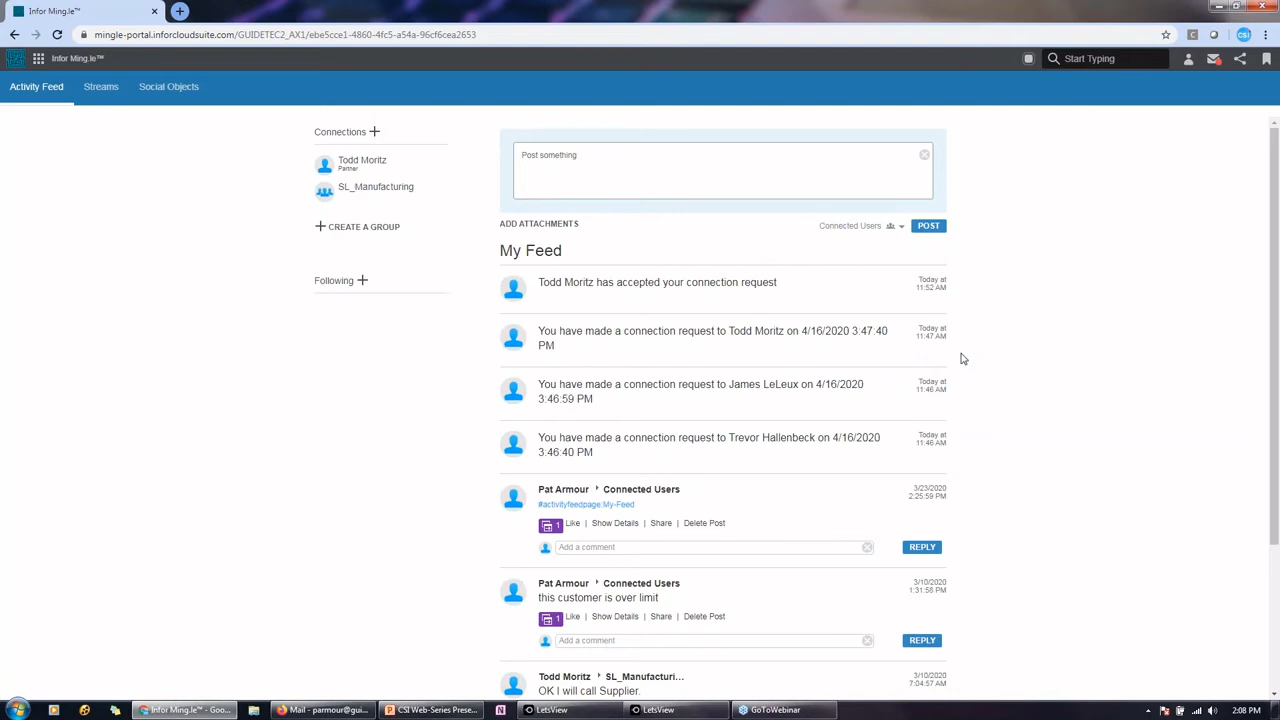 Infor Ming.le™
mingle-portal.inforcloudsuite.com/GUIDETEC2_AX1/ebe5cce1-4860-4fc5-a54a-96cf6cea2653
CSI
Infor Ming.le™
Start Typing
Activity Feed
Streams
Social Objects
Connections
Todd Moritz
Partner
SL_Manufacturing
CREATE A GROUP
Following
Post something
ADD ATTACHMENTS
Connected Users
POST
My Feed
Todd Moritz has accepted your connection request
Today at
11:52 AM
You have made a connection request to Todd Moritz on 4/16/2020 3:47:40
PM
Today at
11:47 AM
You have made a connection request to James LeLeux on 4/16/2020
3:46:59 PM
Today at
11:46 AM
You have made a connection request to Trevor Hallenbeck on 4/16/2020
3:46:40 PM
Today at
11:46 AM
Pat Armour Connected Users
3/23/2020
2:25:59 PM
#activityfeedpage:My-Feed
1 Like | Show Details | Share | Delete Post
Add a comment
REPLY
Pat Armour Connected Users
3/10/2020
1:31:58 PM
this customer is over limit
1 Like | Show Details | Share | Delete Post
Add a comment
REPLY
Todd Moritz SL_Manufacturi...
3/10/2020
7:04:57 AM
OK I will call Supplier.
Infor Ming.le™ - Goo...
Mail - parmour@gui...
CSI Web-Series Prese...
LetsView
LetsView
GoToWebinar
2:08 PM